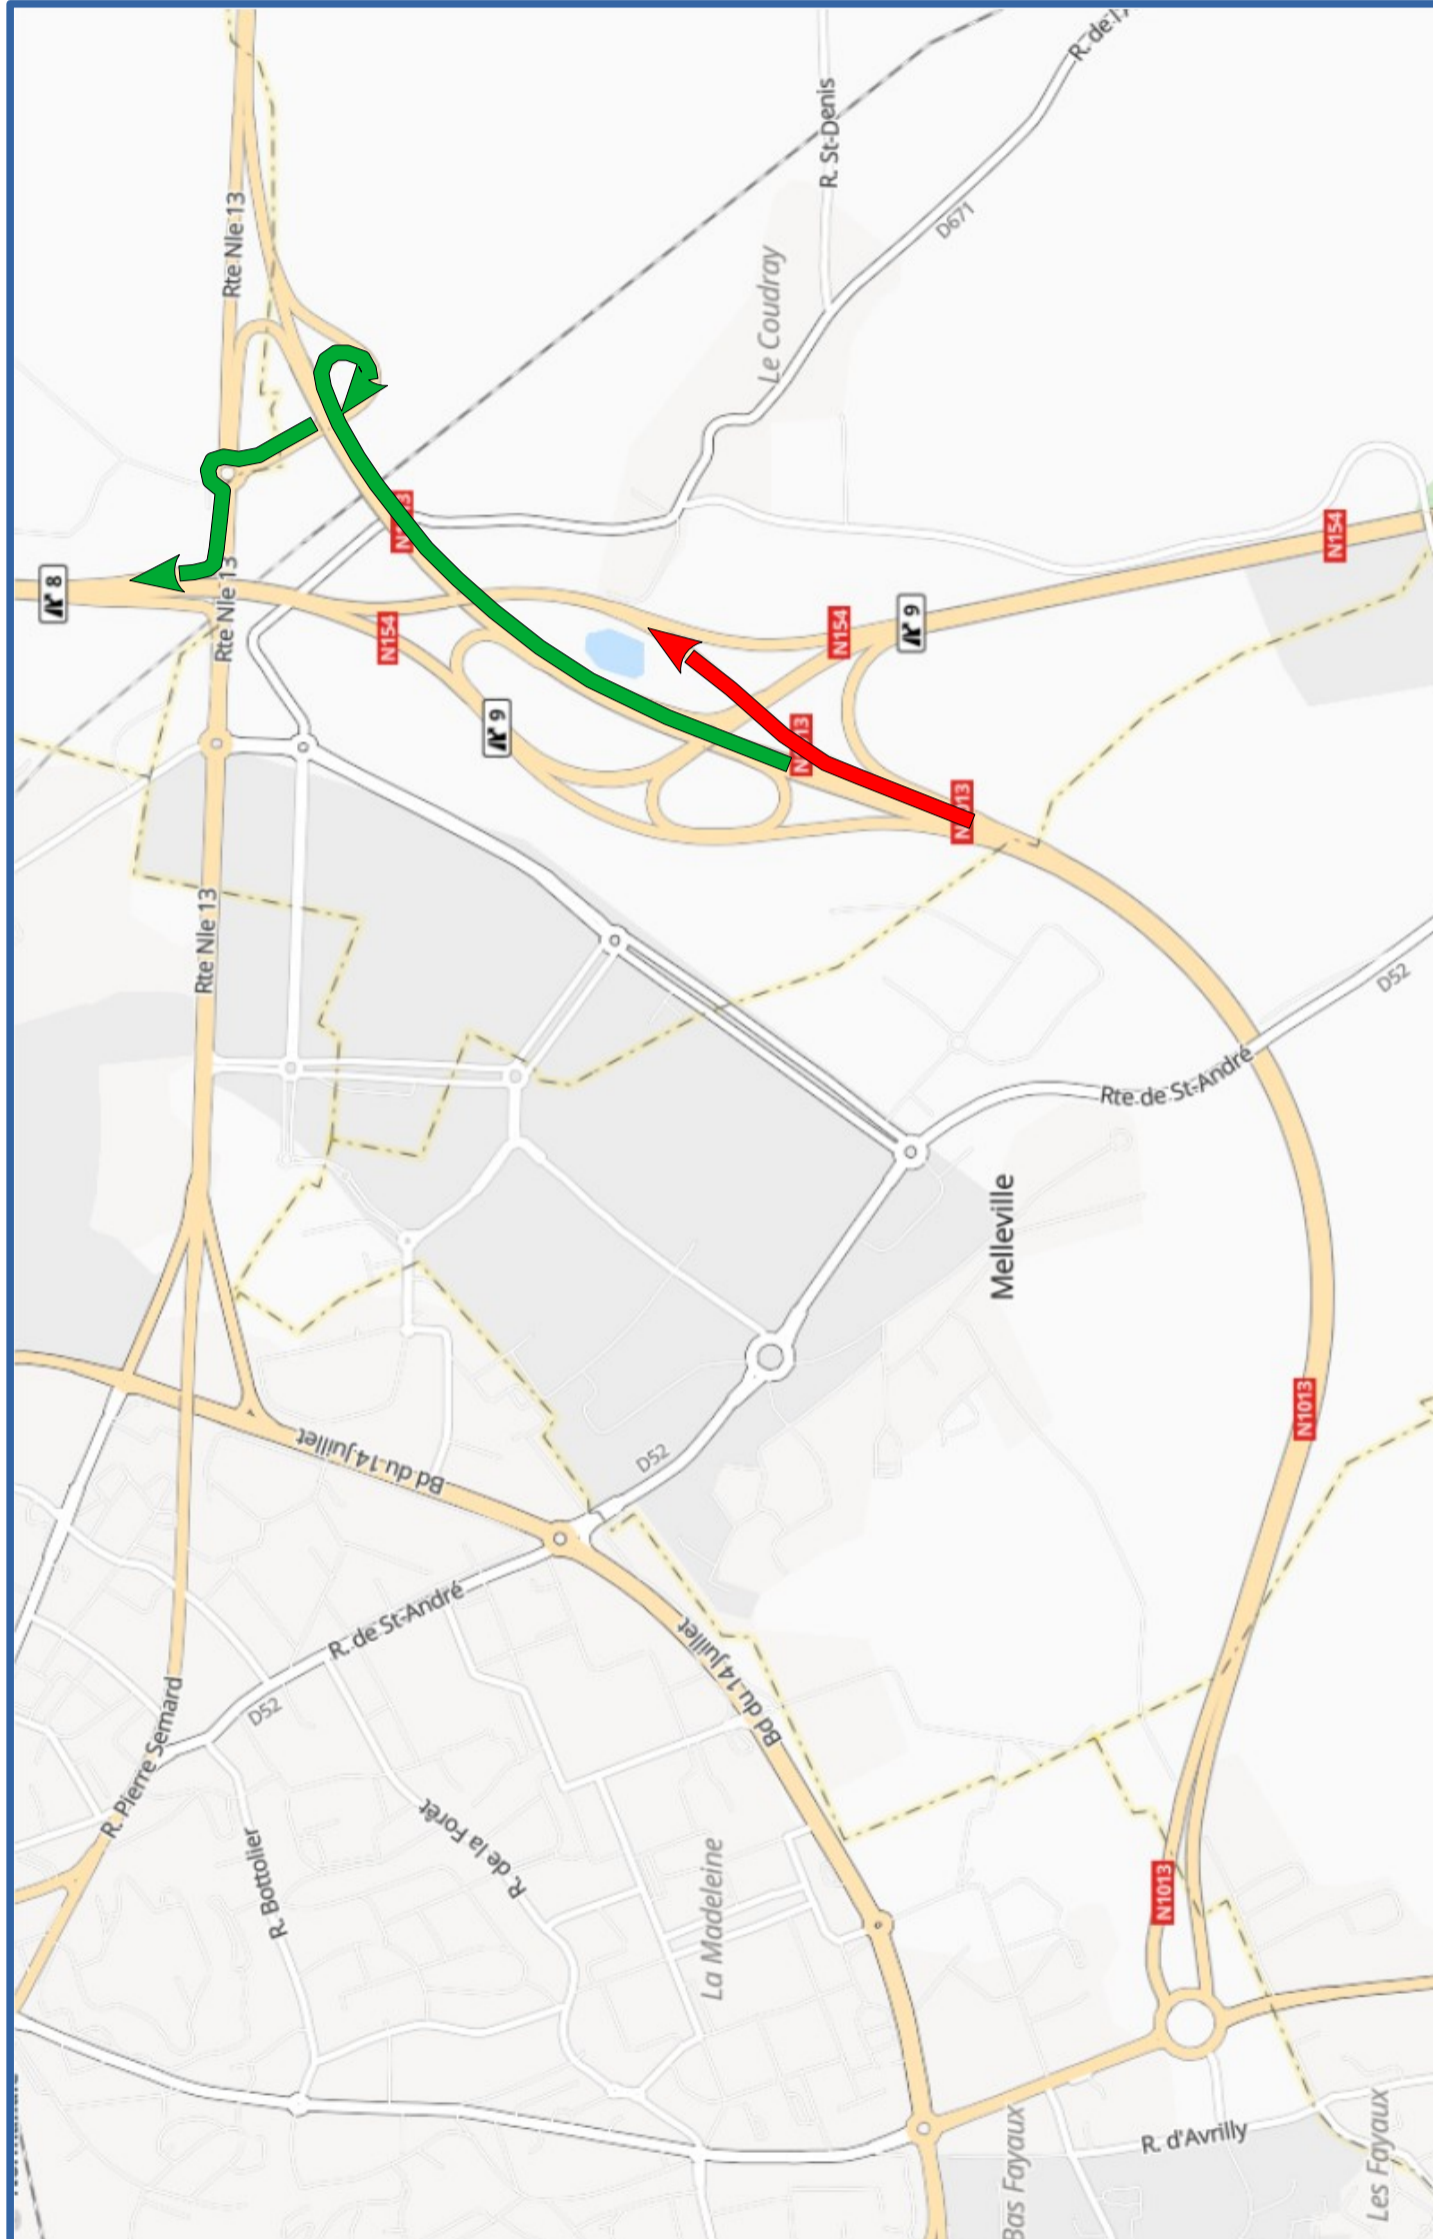 R. de l'
R. St-Denis
D671
Rte Nle 13
Le Coudray
8
N154
Rte Nle 13
N154
N154
9
9
Rte Nle 13
D52
Rte de St-André
Melleville
N1013
Bd du 14 Juillet
D52
R. de St-André
Bd du 14 Juillet
D52
R. Pierre Semard
R. de la Forêt
R. Bottolier
La Madeleine
N1013
R. d'Avrilly
Bas Fayaux
Les Fayaux